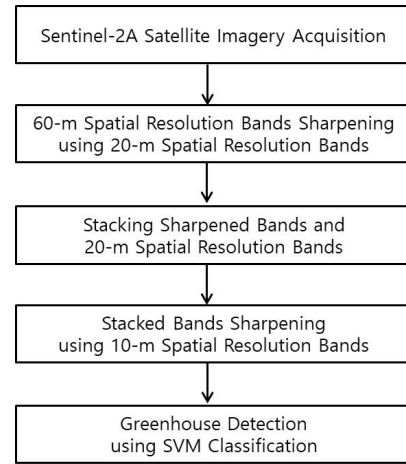 Sentinel-2A Satellite Imagery Acquisition
60-m Spatial Resolution Bands Sharpening
using 20-m Spatial Resolution Bands
Stacking Sharpened Bands and
20-m Spatial Resolution Bands
Stacked Bands Sharpening
using 10-m Spatial Resolution Bands
Greenhouse Detection
using SVM Classification